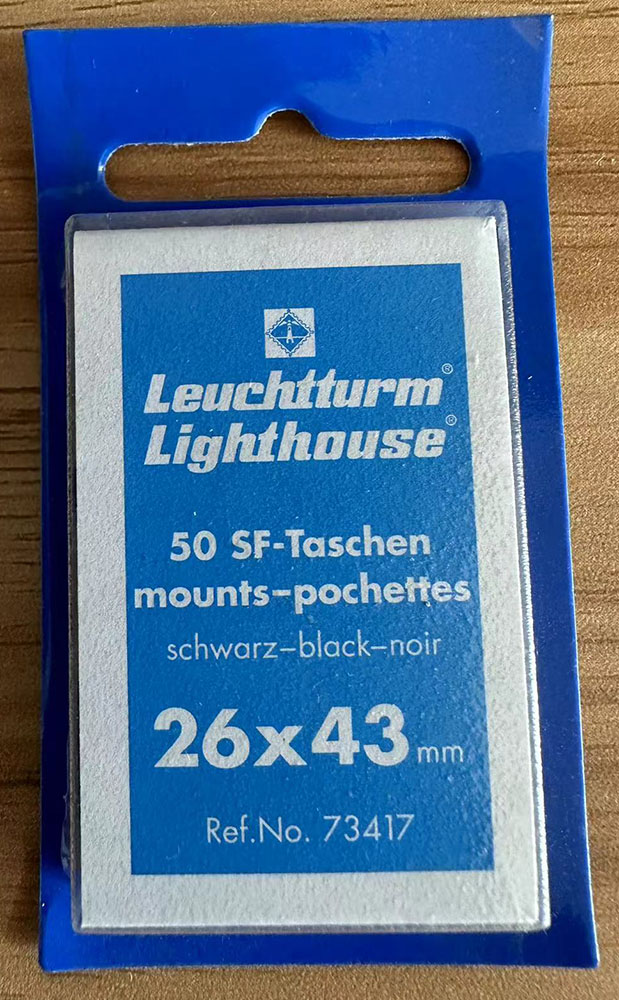 Leuchtturm®
Lighthouse®
50 SF-Taschen
mounts-pochettes
schwarz-black-noir
26x43 mm
Ref.No. 73417